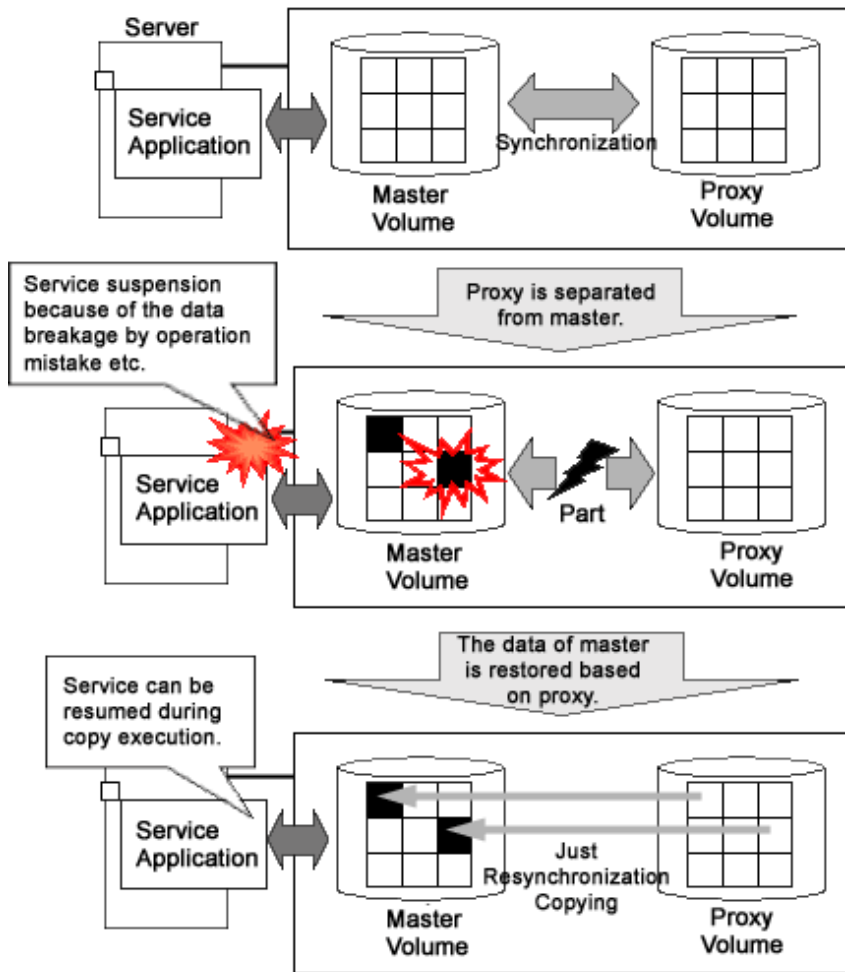 Server
Service
Application
Synchronization
Master
Volume
Proxy
Volume
Service suspension
because of the data
breakage by operation
mistake etc.
Proxy is separated
from master.
Service
Application
Part
Master
Volume
Proxy
Volume
The data of master
is restored based
on proxy.
Service can be
resumed during
copy execution.
Service
Application
Just
Resynchronization
Copying
Master
Volume
Proxy
Volume